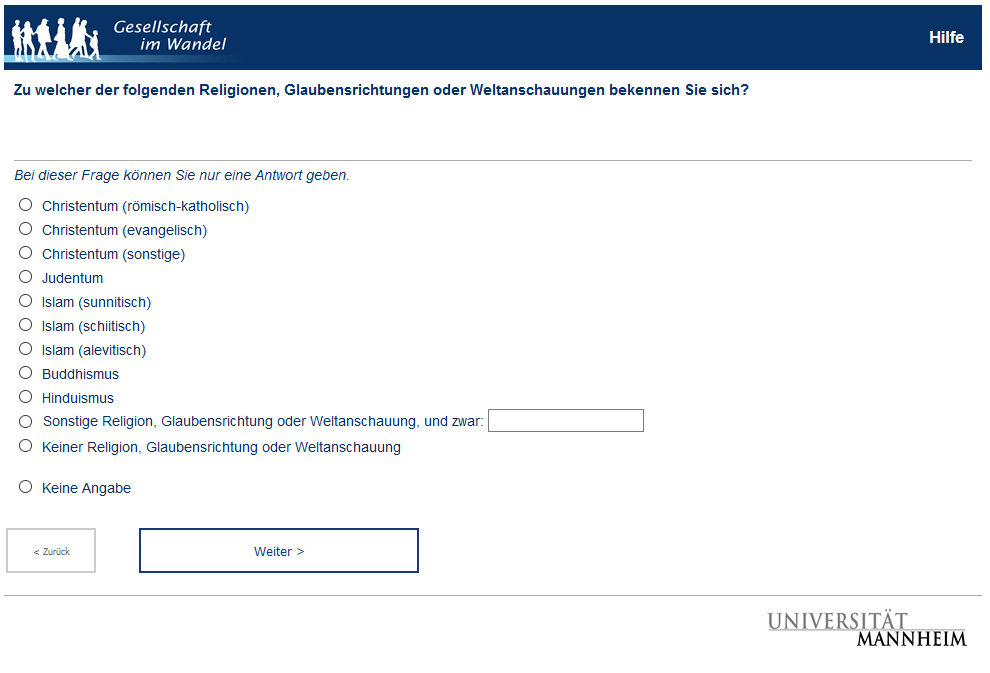 Gesellschaft
im Wandel
Hilfe
Zu welcher der folgenden Religionen, Glaubensrichtungen oder Weltanschauungen bekennen Sie sich?
Bei dieser Frage können Sie nur eine Antwort geben.
Christentum (römisch-katholisch)
Christentum (evangelisch)
Christentum (sonstige)
Judentum
Islam (sunnitisch)
Islam (schiitisch)
Islam (alevitisch)
Buddhismus
Hinduismus
Sonstige Religion, Glaubensrichtung oder Weltanschauung, und zwar:
Keiner Religion, Glaubensrichtung oder Weltanschauung
Keine Angabe
< Zurück
Weiter >
UNIVERSITÄT
MANNHEIM